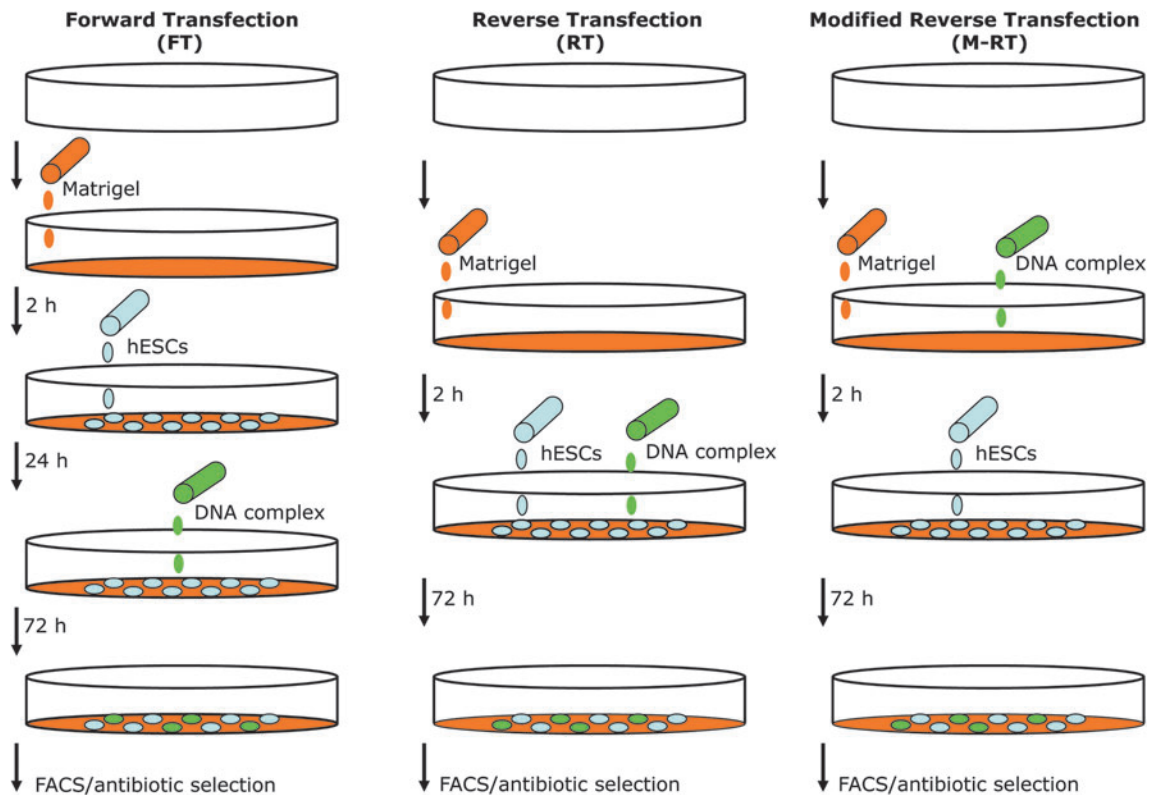 Forward Transfection
(FT)
Matrigel
2 h
hESCs
24 h
DNA complex
72 h
FACS/antibiotic selection
Reverse Transfection
(RT)
Matrigel
2 h
hESCs
DNA complex
72 h
FACS/antibiotic selection
Modified Reverse Transfection
(M-RT)
Matrigel
DNA complex
2 h
hESCs
72 h
FACS/antibiotic selection